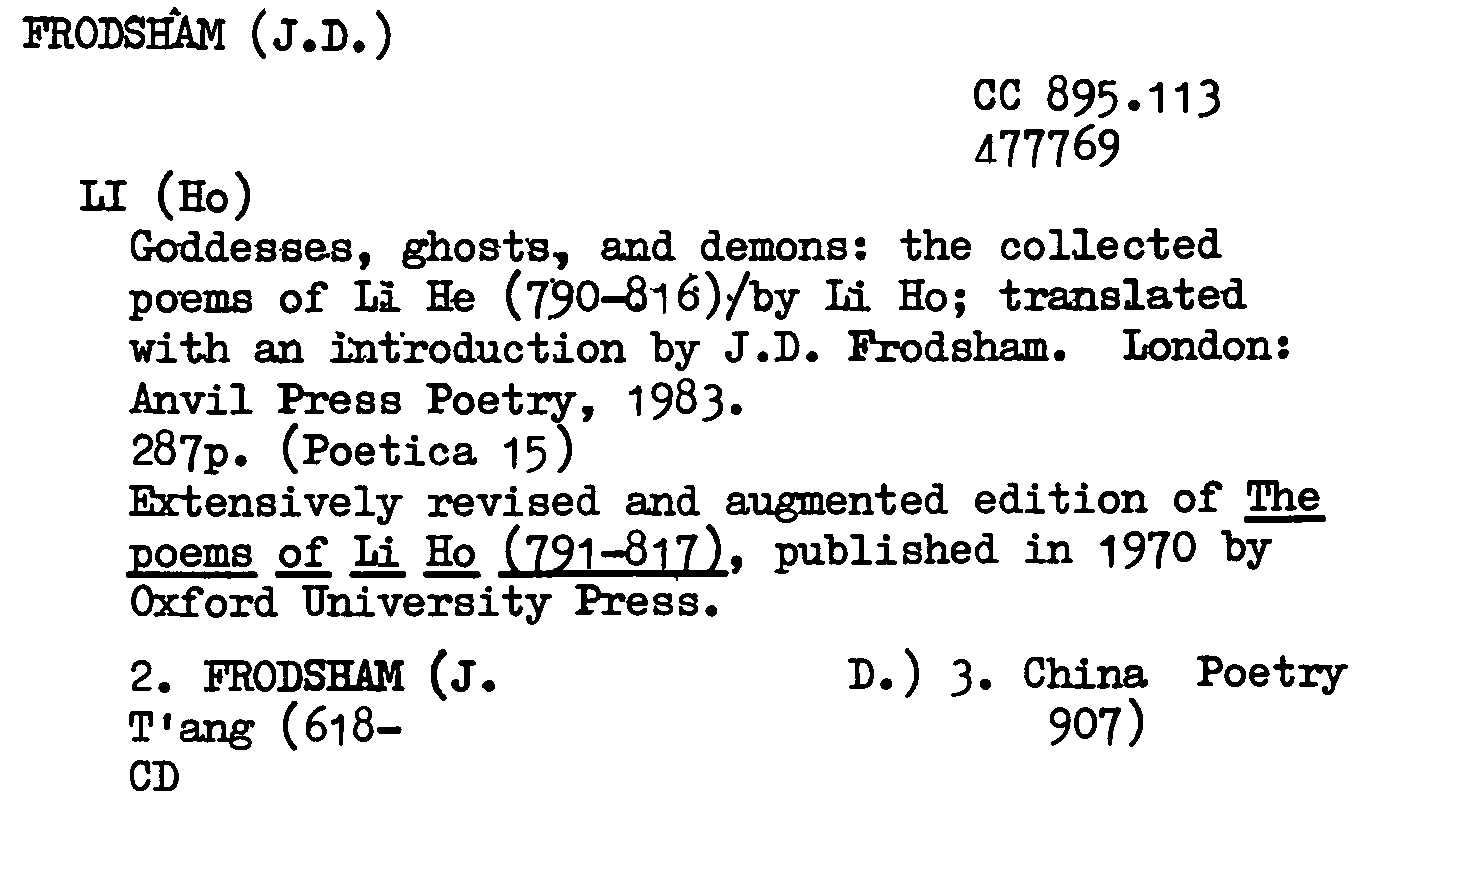 FRODSHAM (J.D.)
CC 895.113
477769
LI (Ho)
Goddesses, ghosts, and demons: the collected
poems of Li He (790-816)/by Li Ho; translated
with an introduction by J.D. Frodsham. London:
Anvil Press Poetry, 1983.
287p. (Poetica 15)
Extensively revised and augmented edition of The
poems of Li Ho (791-817), published in 1970 by
Oxford University Press.
2. FRODSHAM (J. D.) 3. China Poetry
T'ang (618- 907)
CD